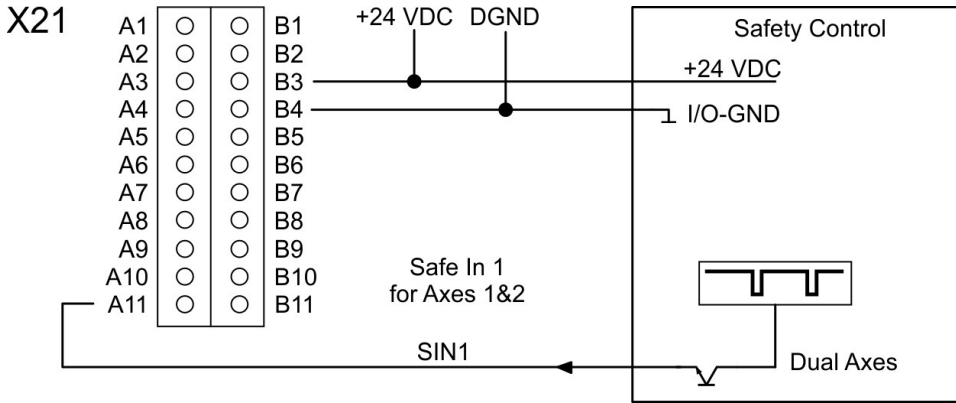 X21
+24 VDC DGND
Safety Control
A1 B1
A2 B2
A3 B3
+24 VDC
A4 B4
I/O-GND
A5 B5
A6 B6
A7 B7
A8 B8
A9 B9
A10 B10
A11 B11
Safe In 1
for Axes 1&2
SIN1
Dual Axes